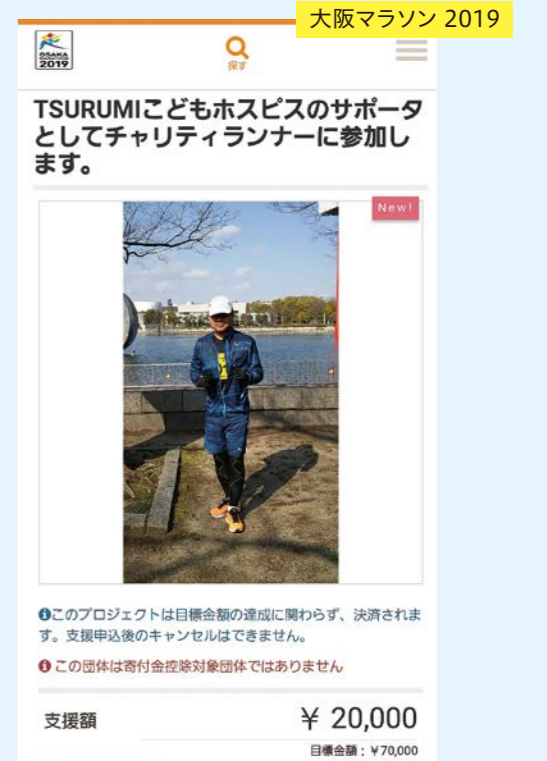 大阪マラソン 2019
OSAKA
2019
探す
TSURUMIこどもホスピスのサポータ
としてチャリティランナーに参加し
ます。
New!
このプロジェクトは目標金額の達成に関わらず、決済されま
す。支援申込後のキャンセルはできません。
この団体は寄付金控除対象団体ではありません
支援額
¥ 20,000
目標金額：¥70,000